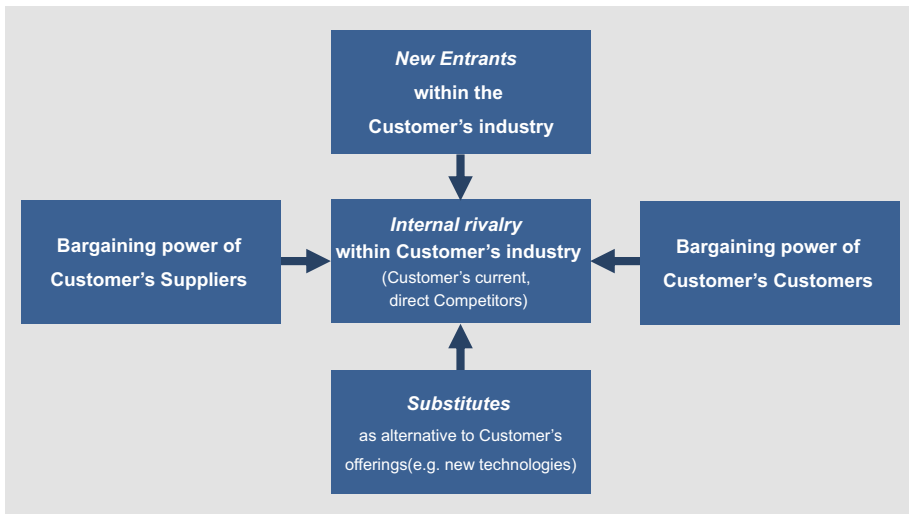 New Entrants
within the
Customer’s industry
Bargaining power of
Customer’s Suppliers
Internal rivalry
within Customer’s industry
(Customer’s current,
direct Competitors)
Bargaining power of
Customer’s Customers
Substitutes
as alternative to Customer’s
offerings(e.g. new technologies)